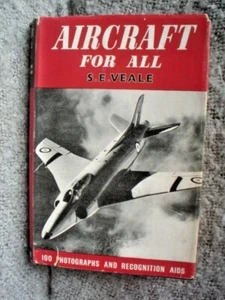 AIRCRAFT
FOR ALL
S. E. VEALE
160 PHOTOGRAPHS AND RECOGNITION AIDS